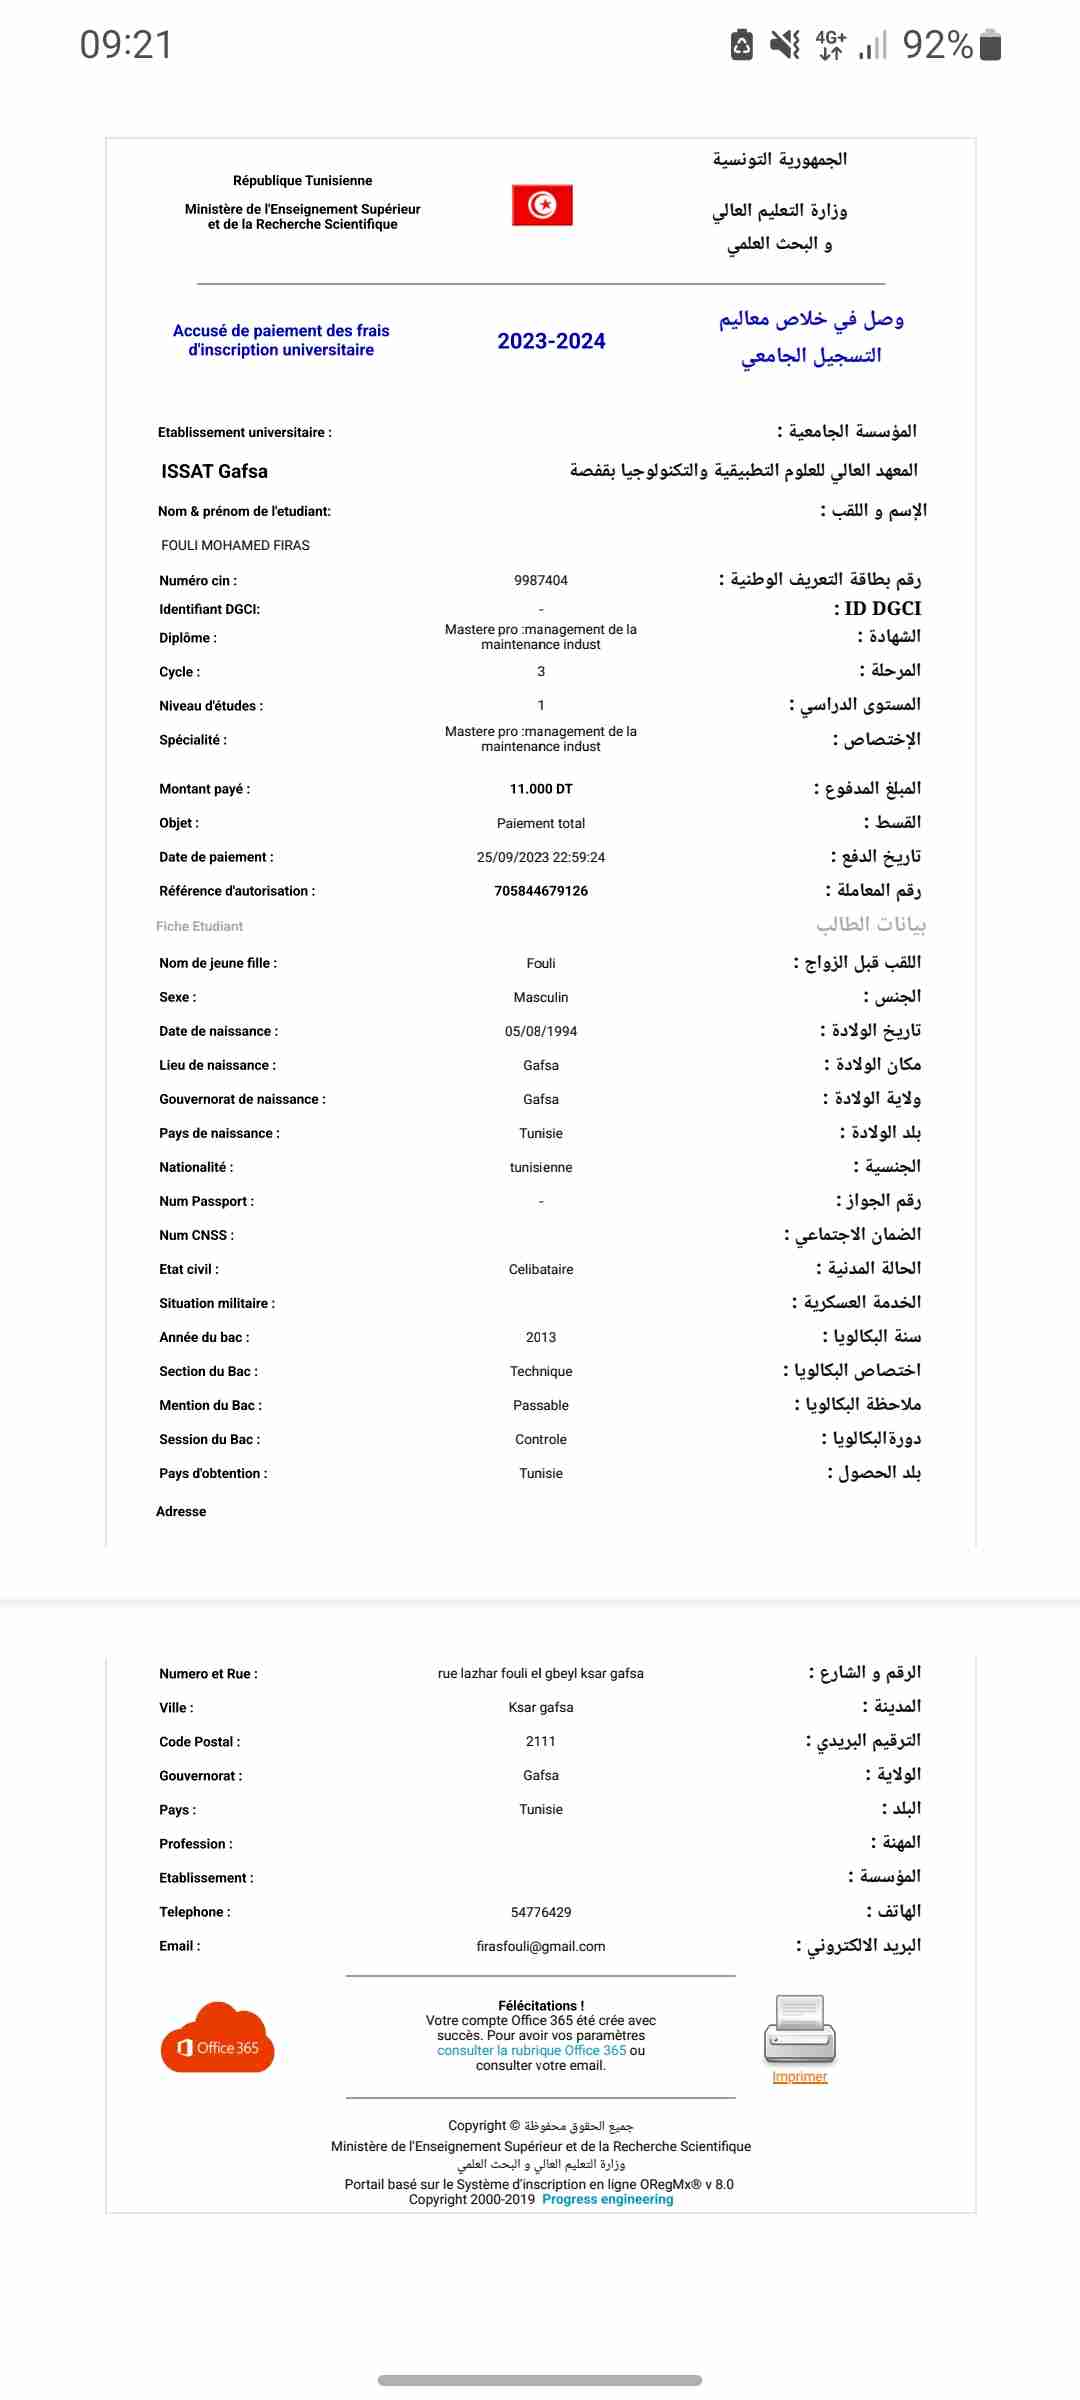 09:21
4G+
92%
République Tunisienne
Ministère de l'Enseignement Supérieur
et de la Recherche Scientifique
الجمهورية التونسية
وزارة التعليم العالي
و البحث العلمي
Accusé de paiement des frais
d'inscription universitaire
2023-2024
وصل في خلاص معاليم
التسجيل الجامعي
Etablissement universitaire : المؤسسة الجامعية :
ISSAT Gafsa المعهد العالي للعلوم التطبيقية والتكنولوجيا بقفصة
Nom & prénom de l'etudiant: الإسم و اللقب :
FOULI MOHAMED FIRAS
Numéro cin : 9987404 رقم بطاقة التعريف الوطنية :
Identifiant DGCI: - ID DGCI :
Diplôme : Mastere pro :management de la الشهادة :
maintenance indust
Cycle : 3 المرحلة :
Niveau d'études : 1 المستوى الدراسي :
Spécialité : Mastere pro :management de la الإختصاص :
maintenance indust
Montant payé : 11.000 DT المبلغ المدفوع :
Objet : Paiement total القسط :
Date de paiement : 25/09/2023 22:59:24 تاريخ الدفع :
Référence d'autorisation : 705844679126 رقم المعاملة :
Fiche Etudiant بيانات الطالب
Nom de jeune fille : Fouli اللقب قبل الزواج :
Sexe : Masculin الجنس :
Date de naissance : 05/08/1994 تاريخ الولادة :
Lieu de naissance : Gafsa مكان الولادة :
Gouvernorat de naissance : Gafsa ولاية الولادة :
Pays de naissance : Tunisie بلد الولادة :
Nationalité : tunisienne الجنسية :
Num Passport : - رقم الجواز :
Num CNSS : الضمان الاجتماعي :
Etat civil : Celibataire الحالة المدنية :
Situation militaire : الخدمة العسكرية :
Année du bac : 2013 سنة البكالويا :
Section du Bac : Technique اختصاص البكالويا :
Mention du Bac : Passable ملاحظة البكالويا :
Session du Bac : Controle دورةالبكالويا :
Pays d'obtention : Tunisie بلد الحصول :
Adresse
Numero et Rue : rue lazhar fouli el gbeyl ksar gafsa الرقم و الشارع :
Ville : Ksar gafsa المدينة :
Code Postal : 2111 الترقيم البريدي :
Gouvernorat : Gafsa الولاية :
Pays : Tunisie البلد :
Profession : المهنة :
Etablissement : المؤسسة :
Telephone : 54776429 الهاتف :
Email : firasfouli@gmail.com البريد الالكتروني :
Office 365
Félécitations !
Votre compte Office 365 été crée avec
succès. Pour avoir vos paramètres
consulter la rubrique Office 365 ou
consulter votre email.
Imprimer
Copyright © جميع الحقوق محفوظة
Ministère de l'Enseignement Supérieur et de la Recherche Scientifique
وزارة التعليم العالي و البحث العلمي
Portail basé sur le Système d'inscription en ligne ORegMx® v 8.0
Copyright 2000-2019 Progress engineering